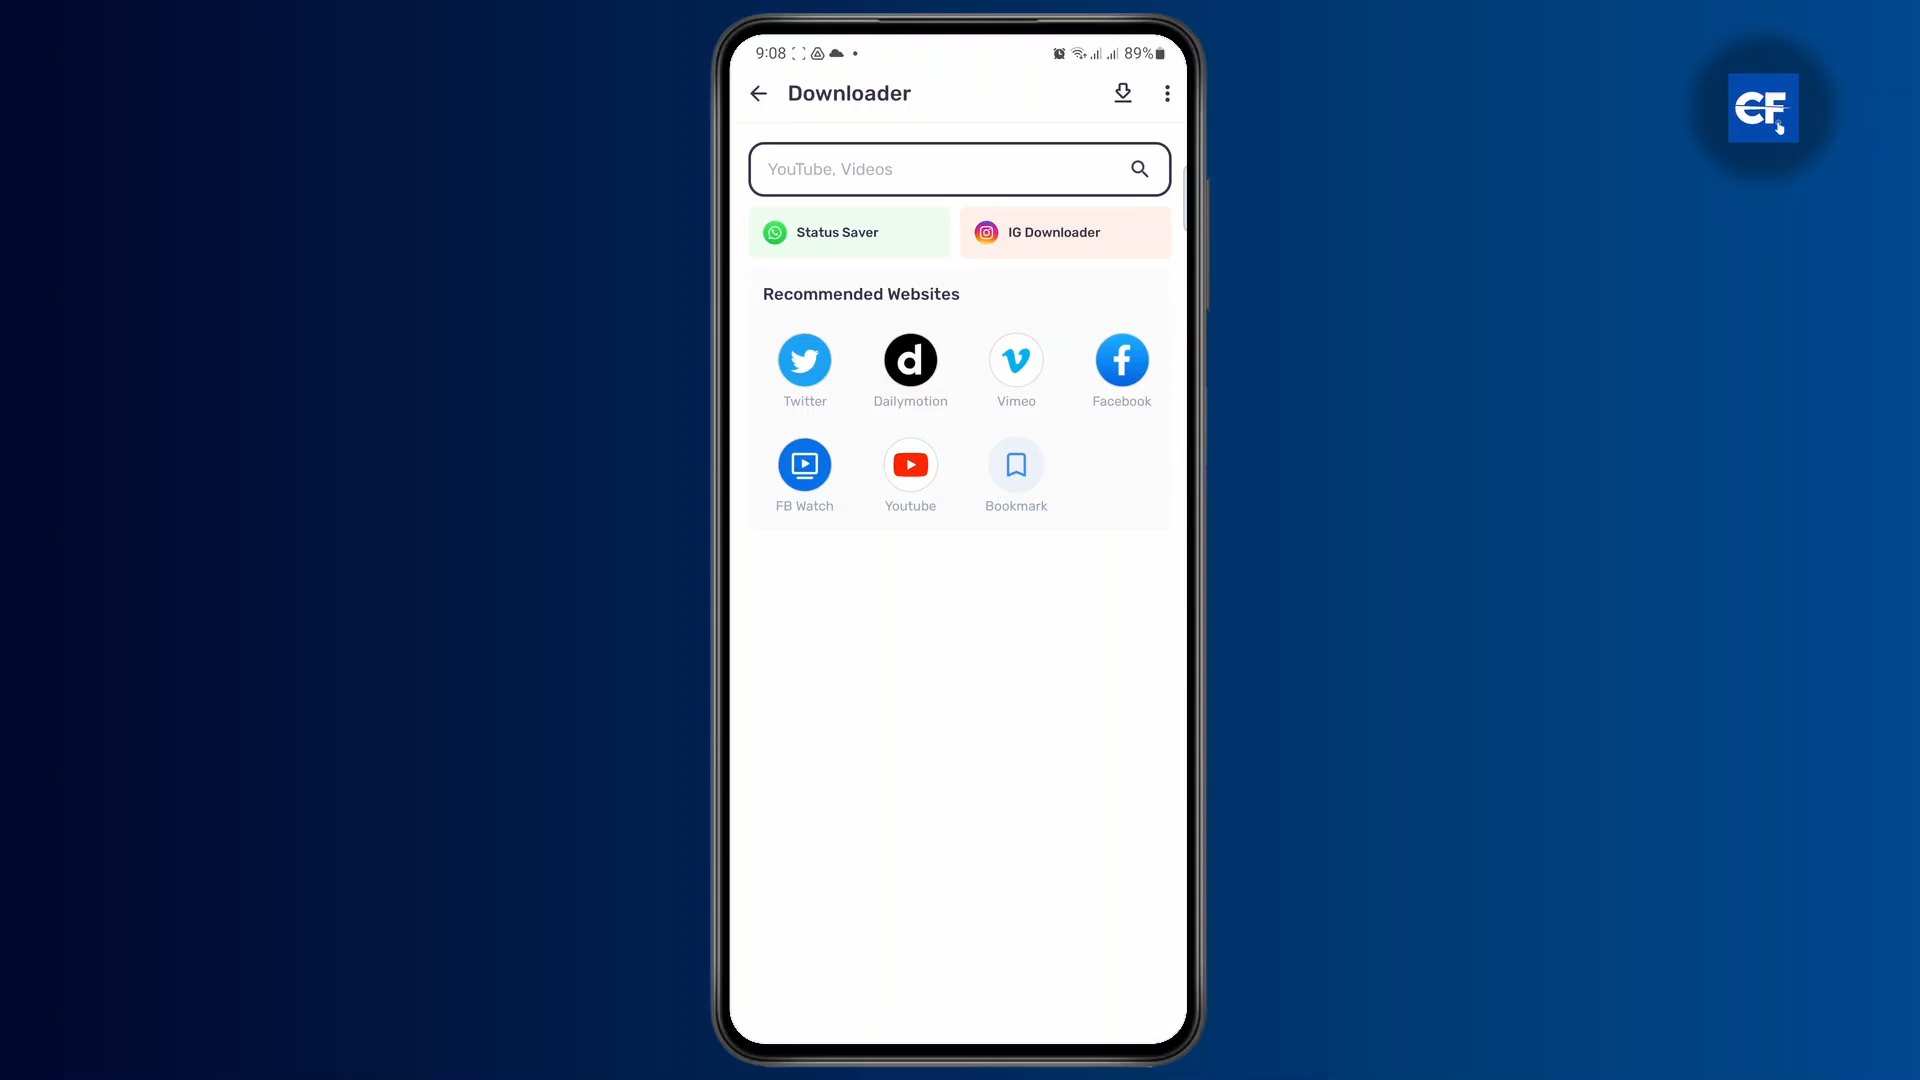 9:08
89%
Downloader
CF
YouTube, Videos
Status Saver
IG Downloader
Recommended Websites
Twitter
Dailymotion
Vimeo
Facebook
FB Watch
Youtube
Bookmark